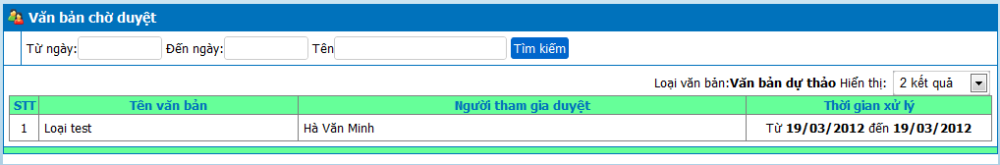 Văn bản chờ duyệt
Từ ngày: Đến ngày: Tên Tìm kiếm
Loại văn bản:Văn bản dự thảo Hiển thị: 2 kết quả
STT Tên văn bản Người tham gia duyệt Thời gian xử lý
1 Loại test Hà Văn Minh Từ 19/03/2012 đến 19/03/2012